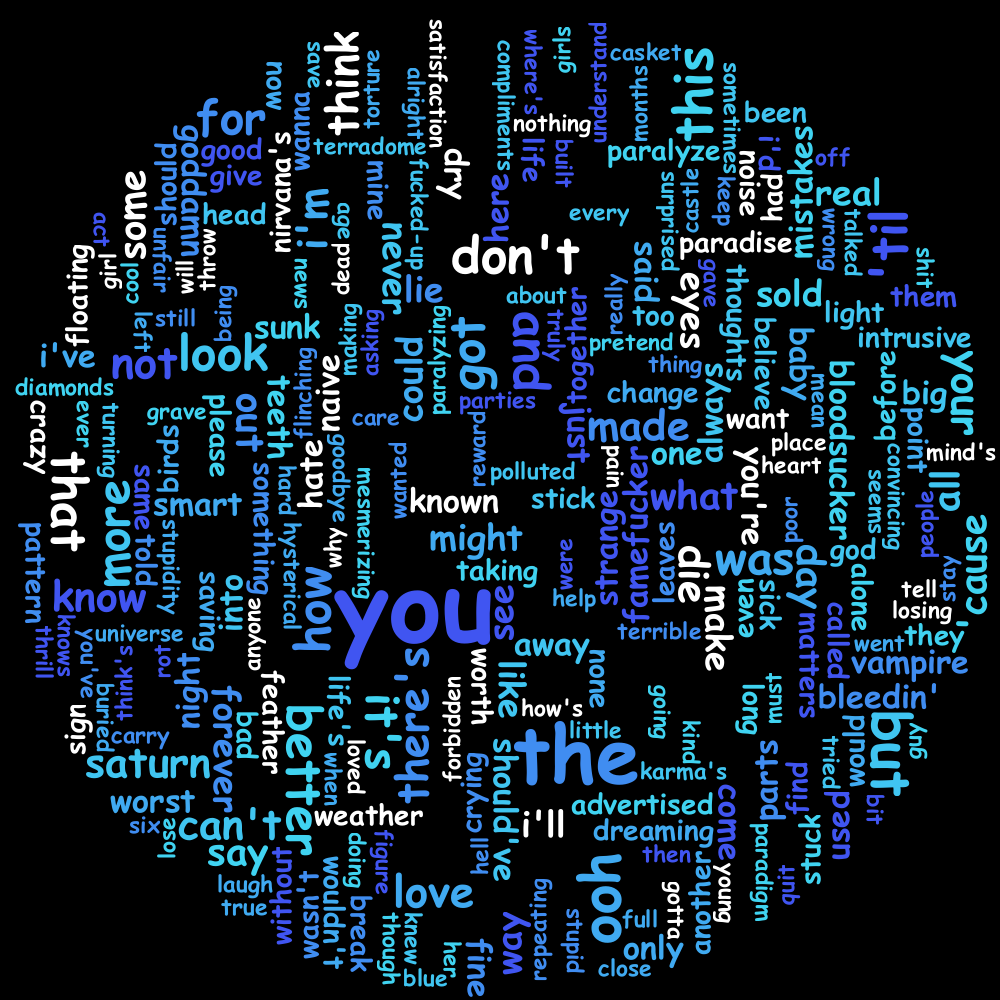 satisfaction
girls
understand
where's
compliments
save
think
torture
casket
this
now
wanna
alright
months
sometimes
been
for
good
give
goddamn
should
terradome
nothing
life
built
paralyze
i'd
off
nirvana's
i'm
mine
fucked-up
dry
here
every
surprised
castle
keep
noise
had
mistakes
real
some
act
girl
cool
unfair
will
throw
head
age
dead
never
don't
said
paradise
wrong
talked
'til
shit
floating
news
being
lie
about
really
eyes
gave
thoughts
sold
light
them
i've
left
still
sunk
making
asking
could
paralyzing
got
and
truly
together
too
pretend
believe
intrusive
not
look
flinching
naive
thing
baby
bloodsucker
before
your
diamonds
crazy
ever
turning
grave
please
out
teeth
care
parties
isn't
change
made
always
want
mean
big
point
that
more
same
told
birds
smart
something
hate
goodbye
reward
polluted
pain
one
you're
place
heart
convincing
seems
mind's
all
pattern
stupidity
hard
hysterical
why
mesmerizing
wanted
known
stick
strange
famefucker
what
poor
people
'cause
know
knows
thrill
saving
into
how
might
taking
were
leaves
die
was
day
god
alone
stay
tell
losing
you've
universe
think's
rot
anyone
you
see
help
terrible
make
even
sick
matters
called
they
went
vampire
sign
buried
carry
night
forever
bad
feather
life's
when
loved
it's
there's
worth
forbidden
like
away
none
how's
little
going
kind
long
must
bleedin'
but
guy
saturn
worst
six
lose
can't
better
weather
the
karma's
parts
find
would
tried
say
doing
figure
hell
crying
should've
i'll
advertised
dreaming
come
used
bit
stuck
laugh
true
without
wasn't
wouldn't
break
love
then
another
young
paradigm
quit
though
knew
blue
her
fine
way
repeating
didn't
ooh
full
only
close
gotta